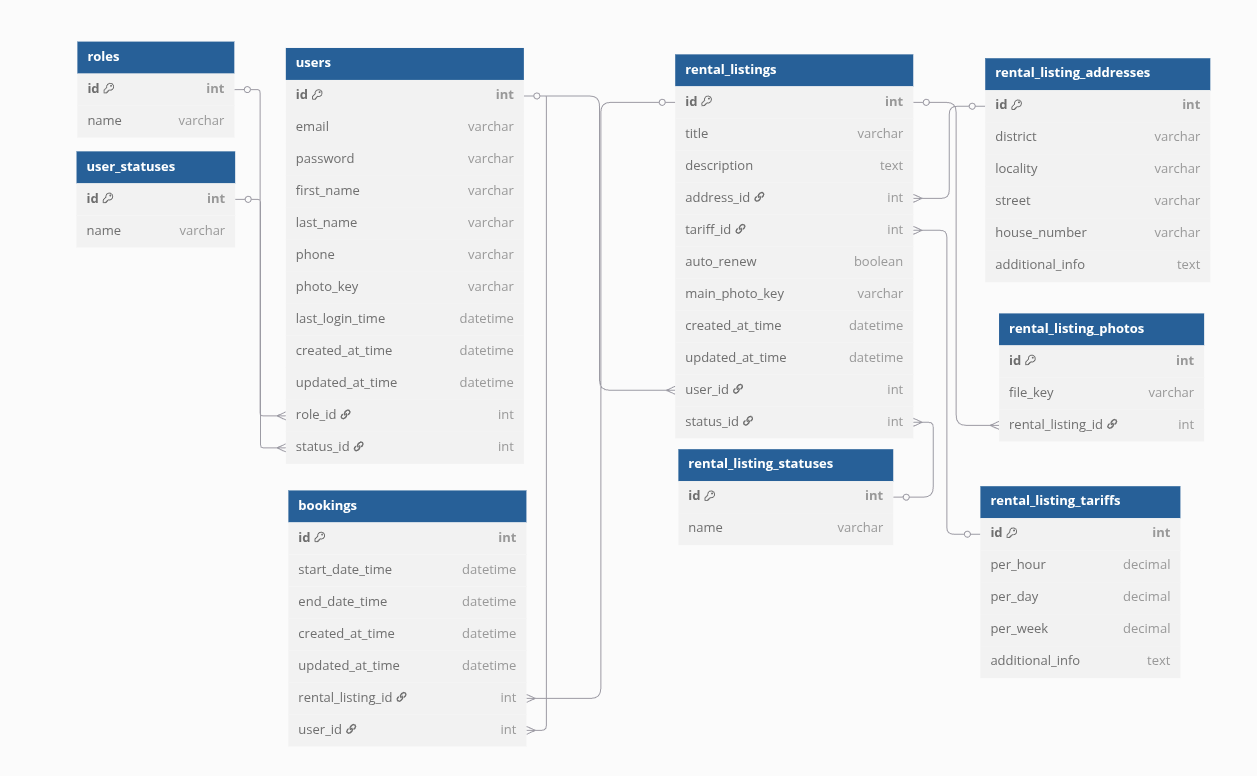 roles
id int
name varchar
user_statuses
id int
name varchar
users
id int
email varchar
password varchar
first_name varchar
last_name varchar
phone varchar
photo_key varchar
last_login_time datetime
created_at_time datetime
updated_at_time datetime
role_id int
status_id int
bookings
id int
start_date_time datetime
end_date_time datetime
created_at_time datetime
updated_at_time datetime
rental_listing_id int
user_id int
rental_listings
id int
title varchar
description text
address_id int
tariff_id int
auto_renew boolean
main_photo_key varchar
created_at_time datetime
updated_at_time datetime
user_id int
status_id int
rental_listing_statuses
id int
name varchar
rental_listing_addresses
id int
district varchar
locality varchar
street varchar
house_number varchar
additional_info text
rental_listing_photos
id int
file_key varchar
rental_listing_id int
rental_listing_tariffs
id int
per_hour decimal
per_day decimal
per_week decimal
additional_info text